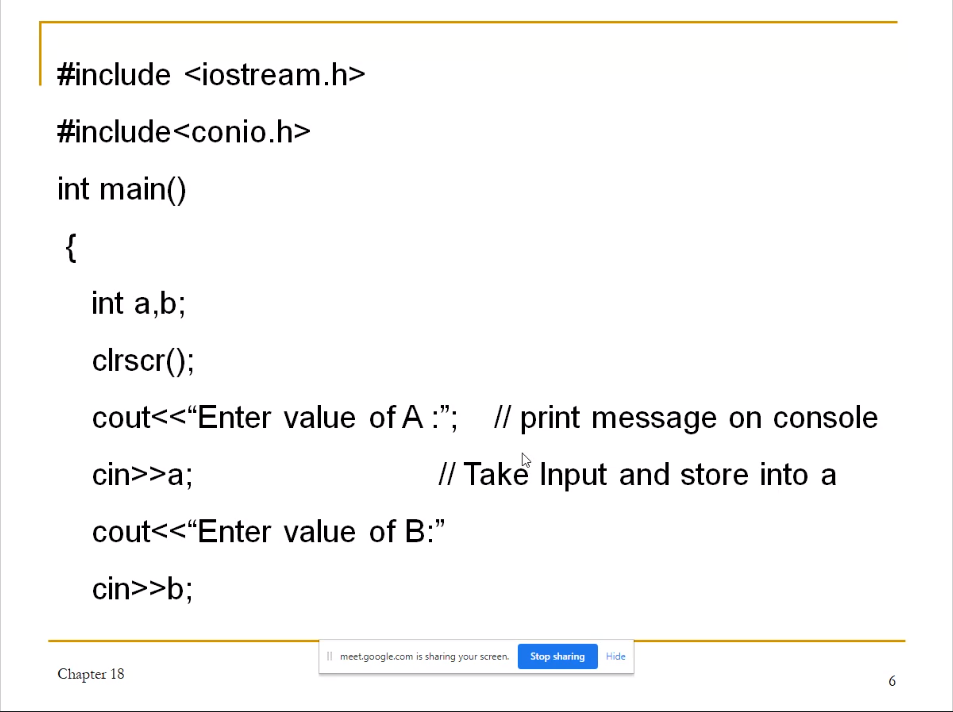 #include <iostream.h>
#include<conio.h>
int main()
{
int a,b;
clrscr();
cout<<“Enter value of A :”; // print message on console
cin>>a; // Take Input and store into a
cout<<“Enter value of B:”
cin>>b;
meet.google.com is sharing your screen. Stop sharing Hide
Chapter 18
6